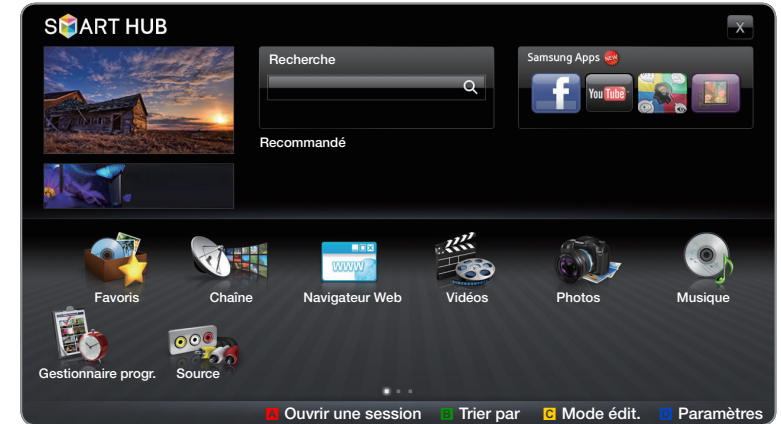 SMART HUB
X
Recherche
Samsung Apps NEW
f
You Tube
Recommandé
www
Favoris
Chaîne
Navigateur Web
Vidéos
Photos
Musique
Gestionnaire progr.
Source
A Ouvrir une session B Trier par C Mode édit. D Paramètres